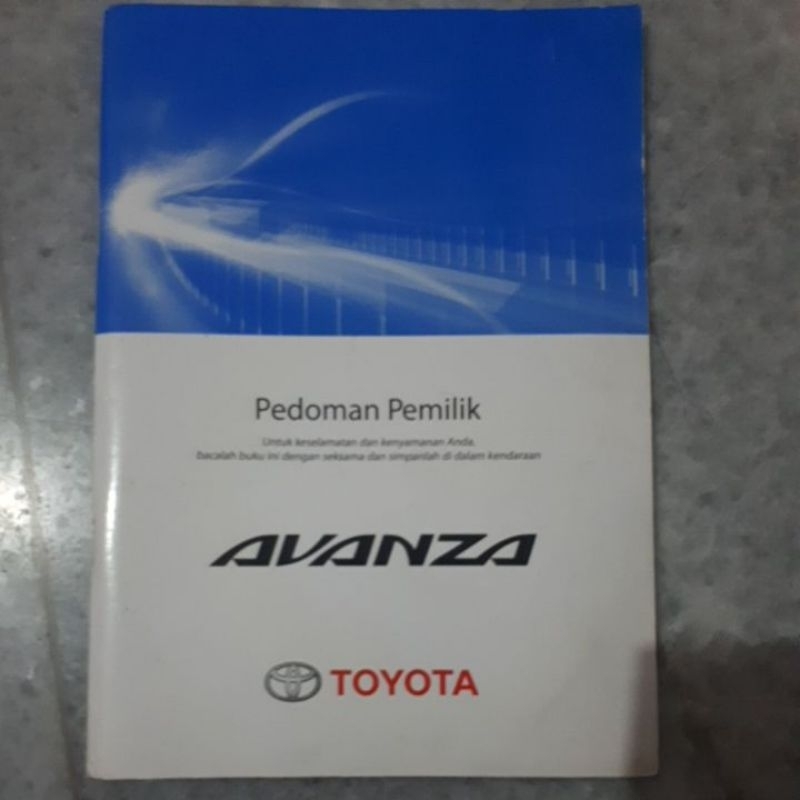 Pedoman Pemilik
Untuk keselamatan dan kenyamanan Anda,
bacalah buku ini dengan seksama dan simpanlah di dalam kendaraan
AVANZA
TOYOTA